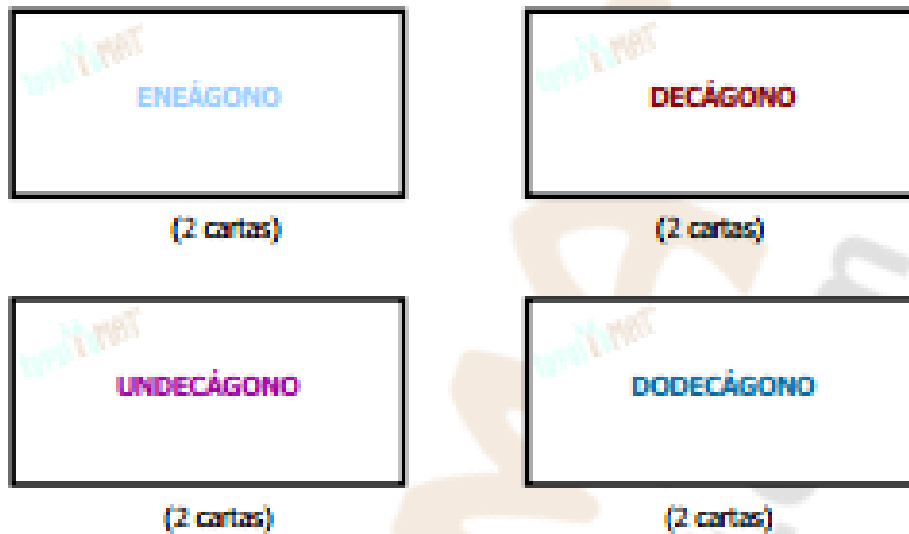 ENEÁGONO
DECÁGONO
(2 cartas)
(2 cartas)
UNDECÁGONO
DODECÁGONO
(2 cartas)
(2 cartas)